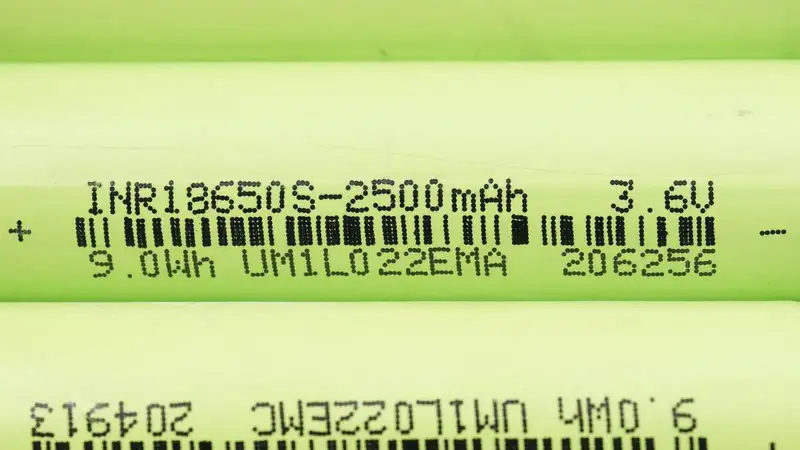 INR18650S-2500mAh 3.6V
+ -
9.0Wh UM1L022EMA 206256
9.0Wh UM1L022EMC 204913